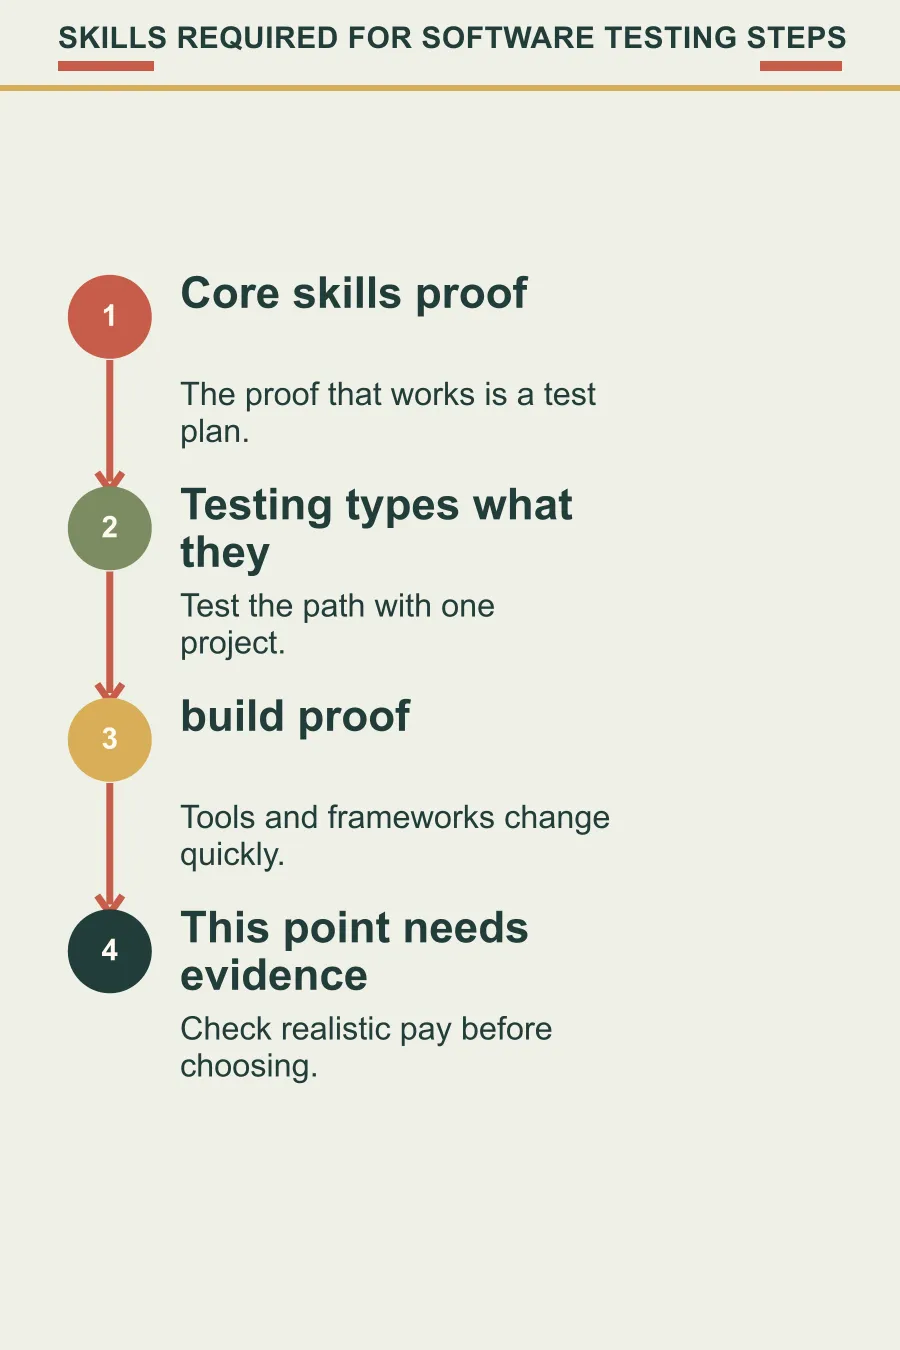 SKILLS REQUIRED FOR SOFTWARE TESTING STEPS
1
Core skills proof
The proof that works is a test
plan.
2
Testing types what
they
Test the path with one
project.
3
build proof
Tools and frameworks change
quickly.
4
This point needs
evidence
Check realistic pay before
choosing.